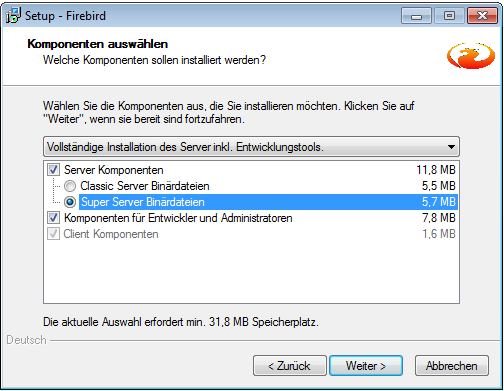 Setup - Firebird
Komponenten auswählen
Welche Komponenten sollen installiert werden?
Wählen Sie die Komponenten aus, die Sie installieren möchten. Klicken Sie auf
"Weiter", wenn sie bereit sind fortzufahren.
Vollständige Installation des Server inkl. Entwicklungstools.
Server Komponenten 11,8 MB
Classic Server Binärdateien 5,5 MB
Super Server Binärdateien 5,7 MB
Komponenten für Entwickler und Administratoren 7,8 MB
Client Komponenten 1,6 MB
Die aktuelle Auswahl erfordert min. 31,8 MB Speicherplatz.
Deutsch
< Zurück Weiter > Abbrechen